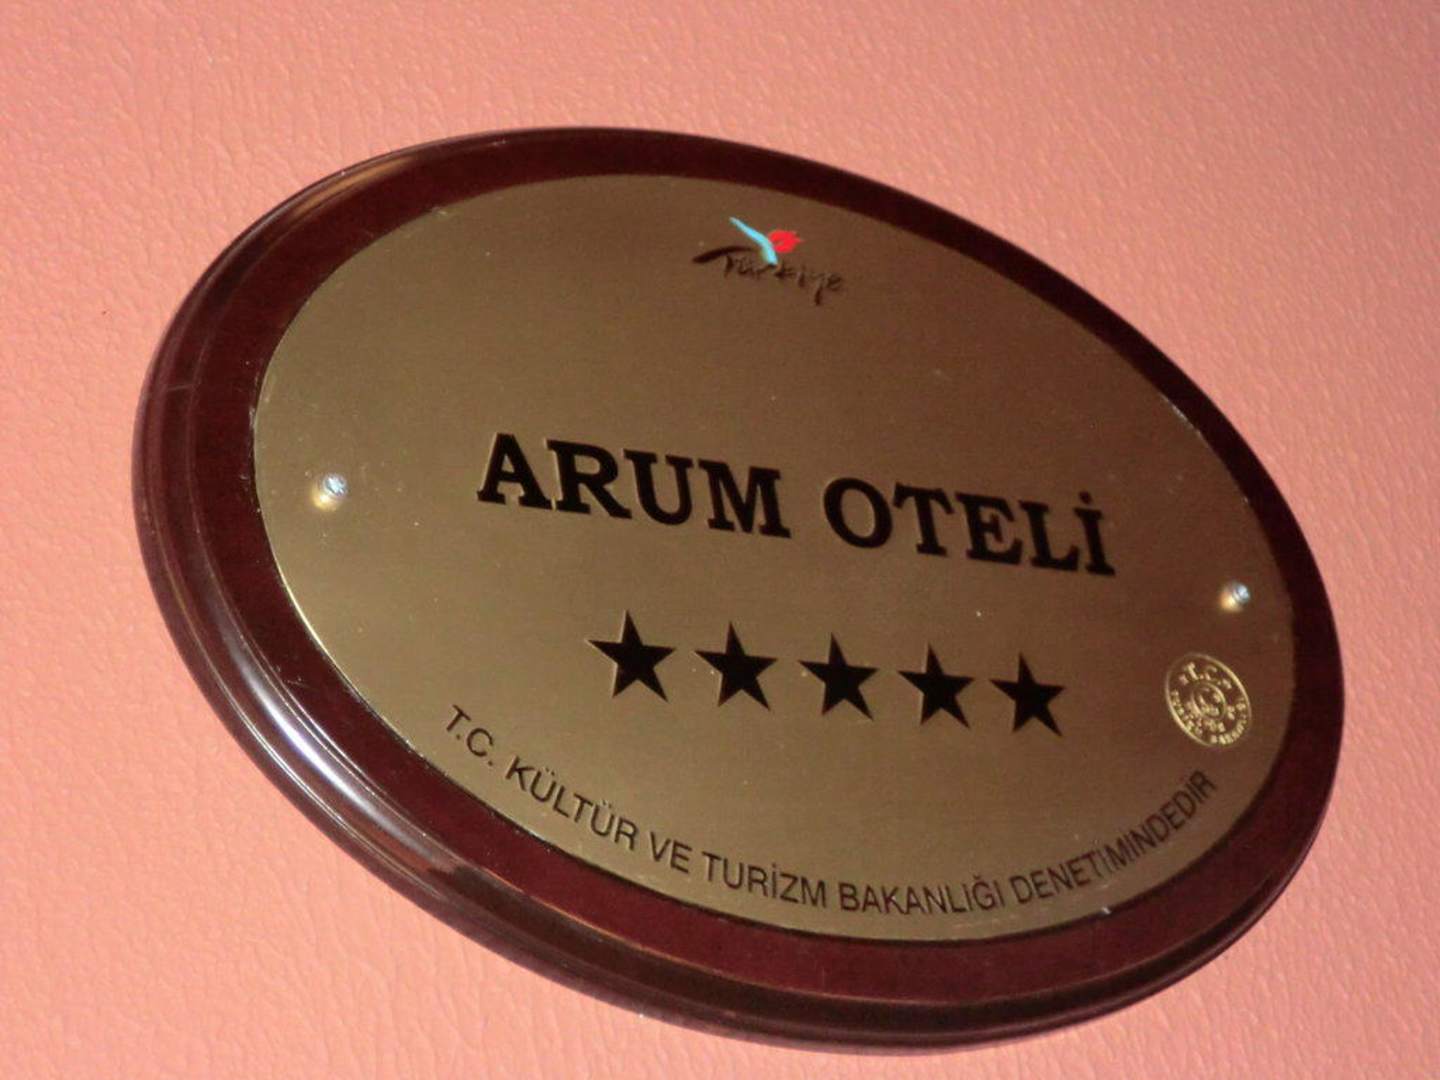 Türkiye
ARUM OTELİ
T.C. KÜLTÜR VE TURİZM BAKANLIĞI DENETİMİNDEDİR
T.C.